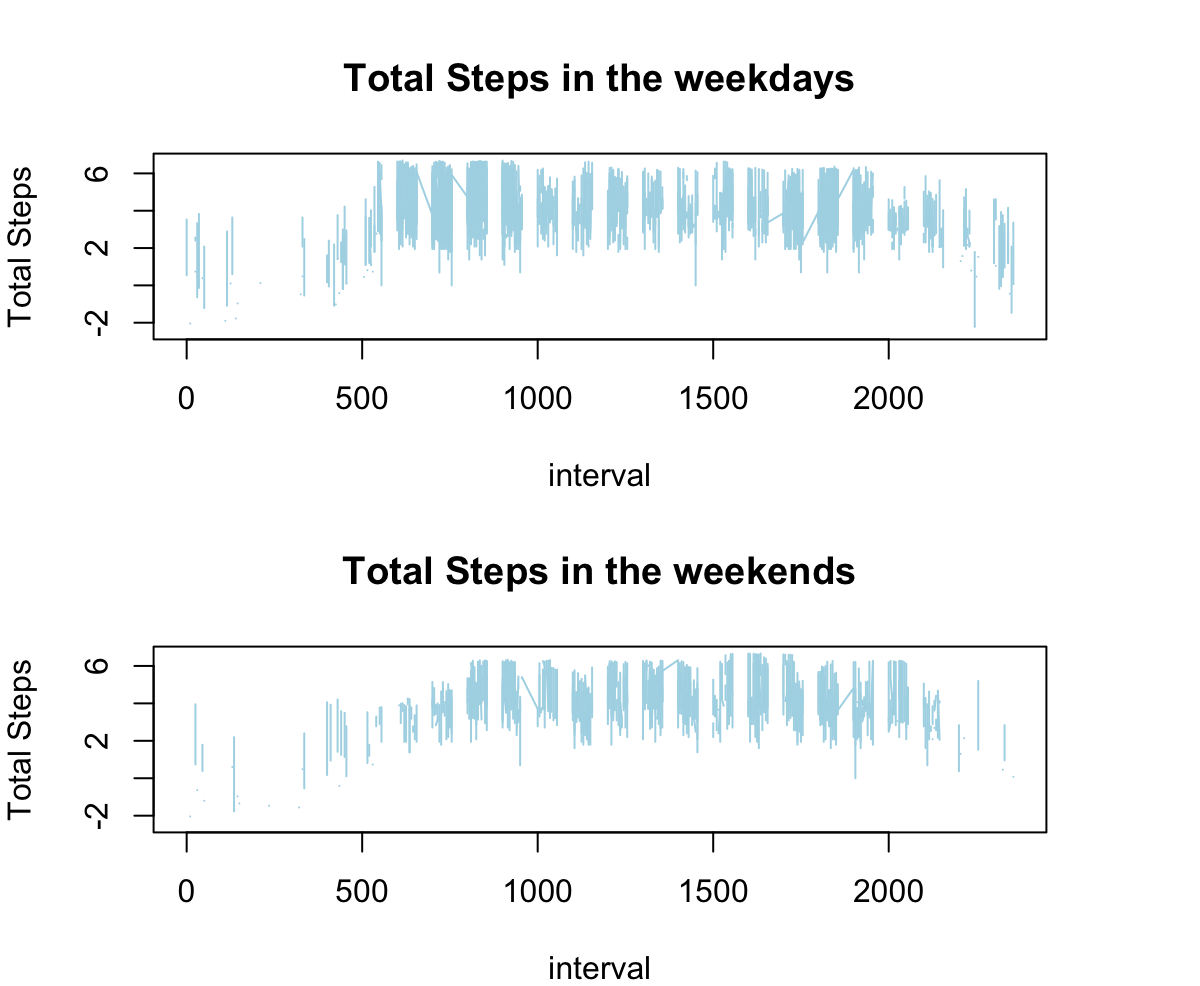 Total Steps in the weekdays
Total Steps
6
2
-2
0 500 1000 1500 2000
interval
Total Steps in the weekends
Total Steps
6
2
-2
0 500 1000 1500 2000
interval